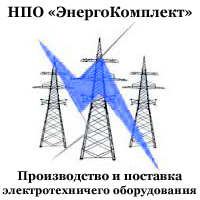 НПО «ЭнергоКомплект»
Производство и поставка
электротехничего оборудования